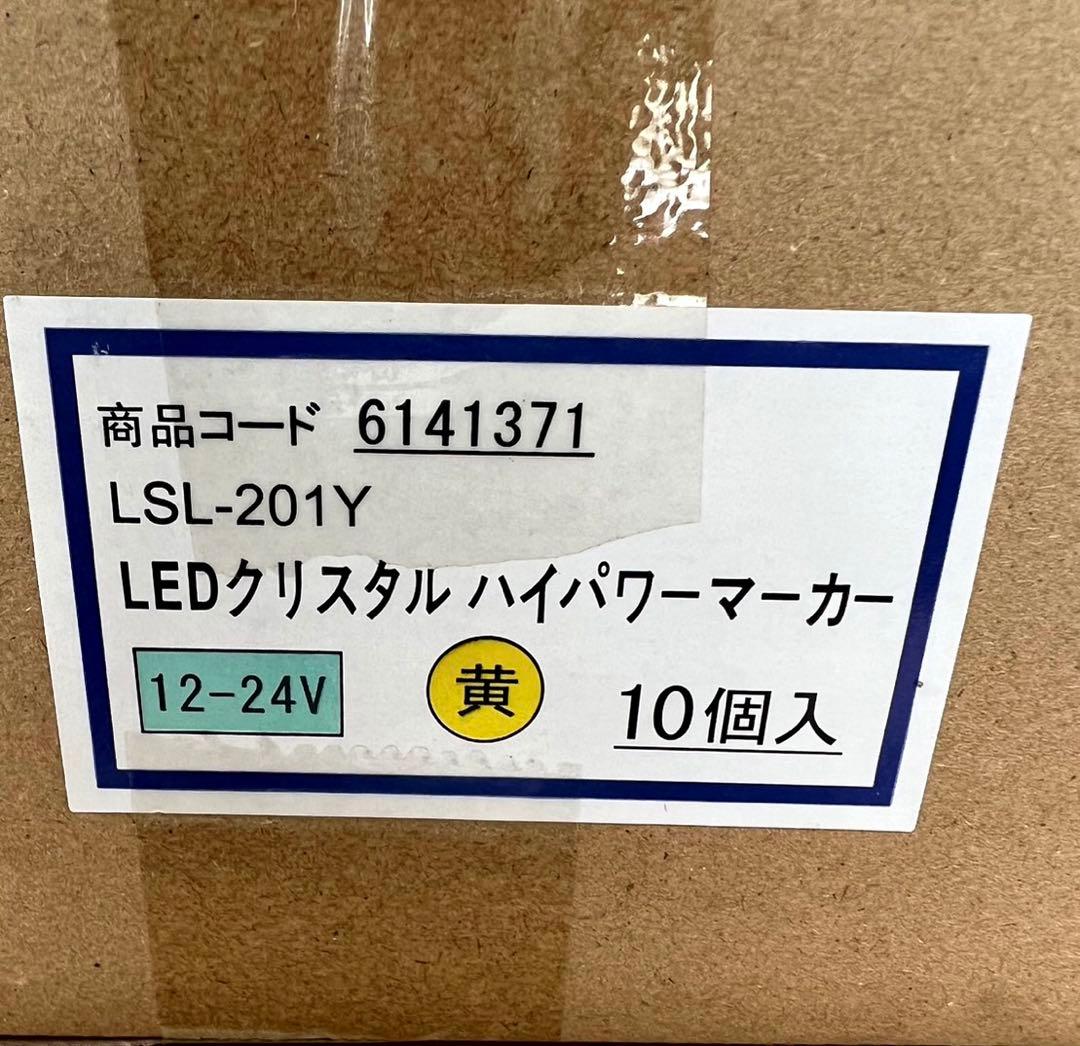 商品コード 6141371
LSL-201Y
LEDクリスタル ハイパワーマーカー
12-24V 黄 10個入